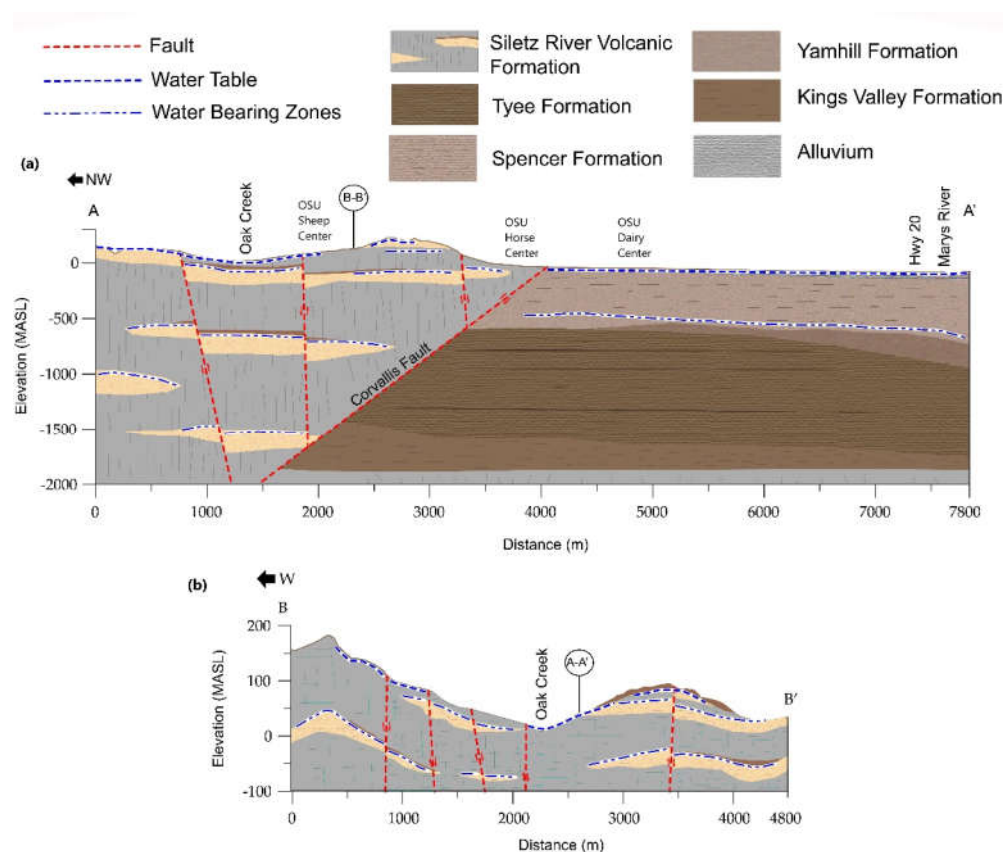 Fault
Water Table
Water Bearing Zones
Siletz River Volcanic
Formation
Tyee Formation
Spencer Formation
Yamhill Formation
Kings Valley Formation
Alluvium
(a)
NW
A
Oak Creek
OSU
Sheep
Center
B-B'
OSU
Horse
Center
OSU
Dairy
Center
Hwy 20
Marys River
A'
Elevation (MASL)
0
-500
-1000
-1500
-2000
Corvallis Fault
0
1000
2000
3000
4000
5000
6000
7000
7800
Distance (m)
(b)
W
B
Elevation (MASL)
200
100
0
-100
Oak Creek
A-A'
B'
0
1000
2000
3000
4000
4800
Distance (m)